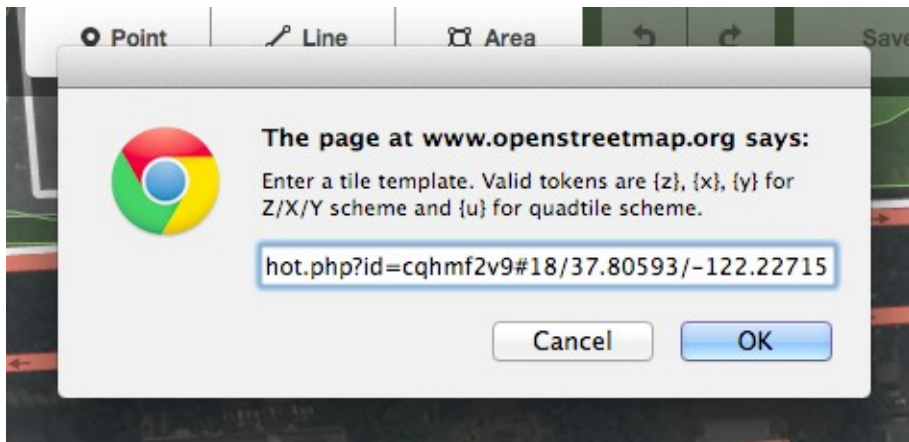 Point Line Area Save
The page at www.openstreetmap.org says:
Enter a tile template. Valid tokens are {z}, {x}, {y} for
Z/X/Y scheme and {u} for quadtile scheme.
hot.php?id=cqhmf2v9#18/37.80593/-122.22715
Cancel OK